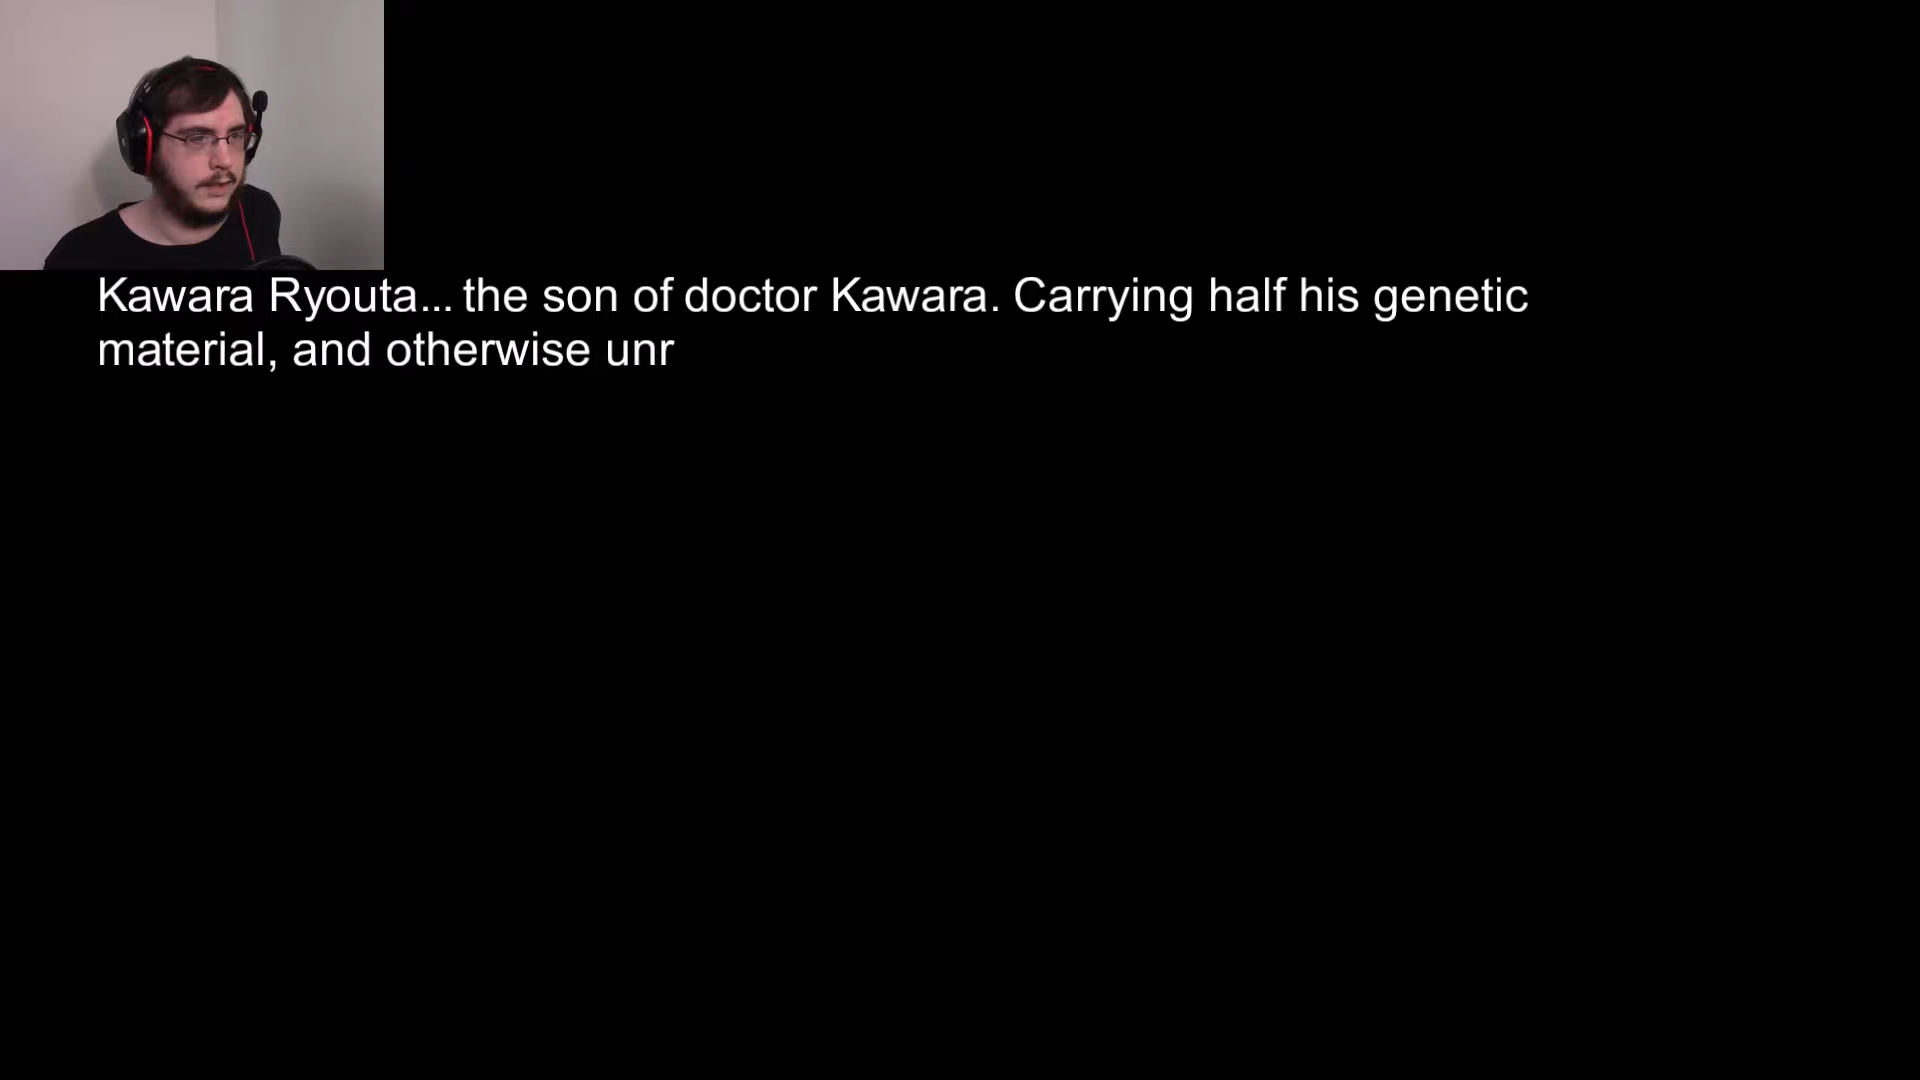 Kawara Ryouta... the son of doctor Kawara. Carrying half his genetic
material, and otherwise unr